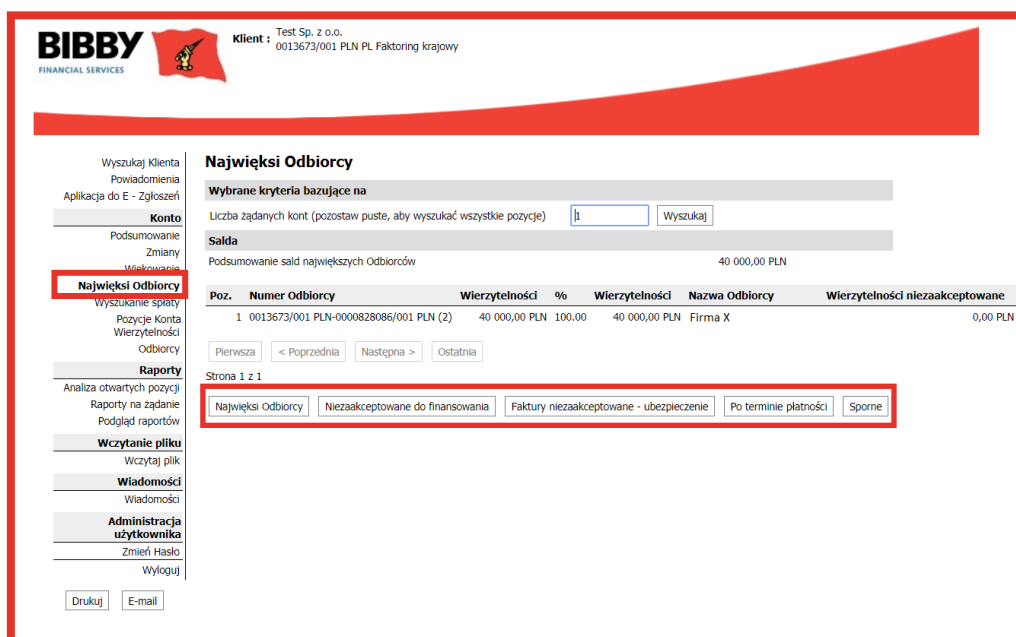 BIBBY
FINANCIAL SERVICES
Klient : Test Sp. z o.o.
0013673/001 PLN PL Faktoring krajowy
Wyszukaj Klienta
Powiadomienia
Aplikacja do E - Zgłoszeń
Konto
Podsumowanie
Zmiany
Wiekowanie
Najwięksi Odbiorcy
Wyszukanie spłaty
Pozycje Konta
Wierzytelności
Odbiorcy
Raporty
Analiza otwartych pozycji
Raporty na żądanie
Podgląd raportów
Wczytanie pliku
Wczytaj plik
Wiadomości
Wiadomości
Administracja
użytkownika
Zmień Hasło
Wyloguj
Drukuj E-mail
Najwięksi Odbiorcy
Wybrane kryteria bazujące na
Liczba żądanych kont (pozostaw puste, aby wyszukać wszystkie pozycje) 1 Wyszukaj
Salda
Podsumowanie sald największych Odbiorców 40 000,00 PLN
Poz. Numer Odbiorcy Wierzytelności % Wierzytelności Nazwa Odbiorcy Wierzytelności niezaakceptowane
1 0013673/001 PLN-0000828086/001 PLN (2) 40 000,00 PLN 100.00 40 000,00 PLN Firma X 0,00 PLN
Pierwsza < Poprzednia Następna > Ostatnia
Strona 1 z 1
Najwięksi Odbiorcy Niezaakceptowane do finansowania Faktury niezaakceptowane - ubezpieczenie Po terminie płatności Sporne